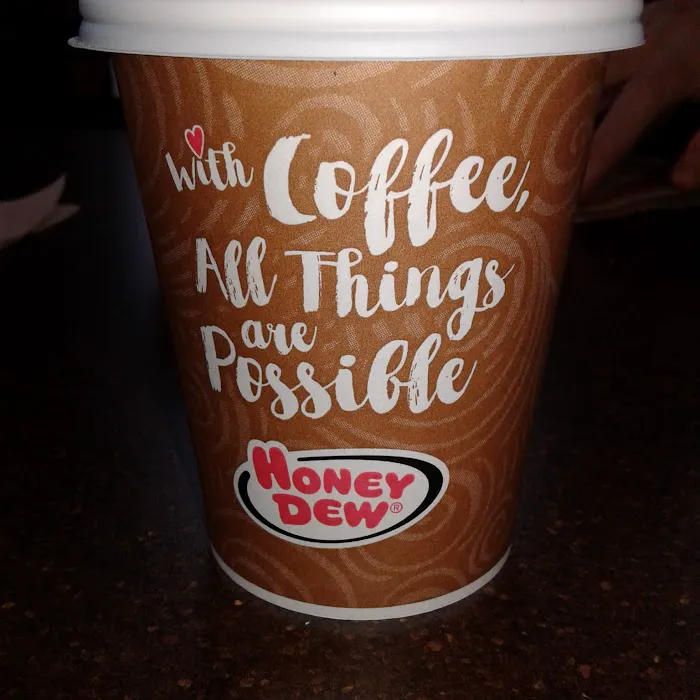 With Coffee,
All Things
are
Possible
HONEY
DEW®